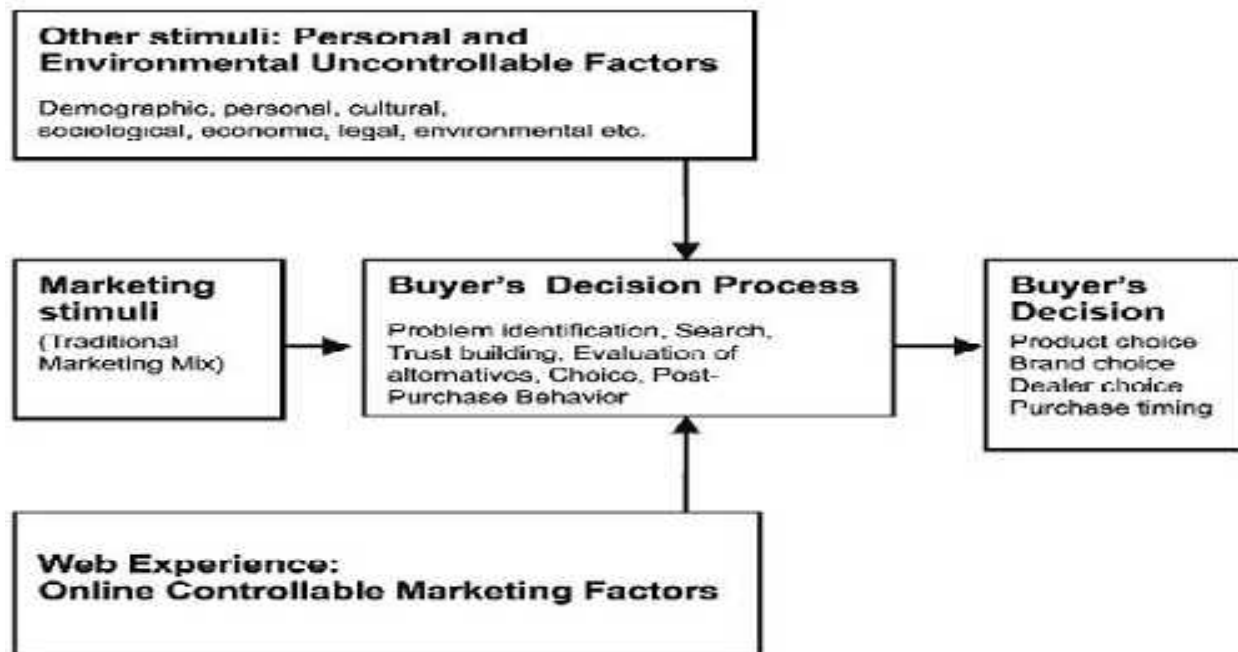 Other stimuli: Personal and
Environmental Uncontrollable Factors
Demographic, personal, cultural,
sociological, economic, legal, environmental etc.
Marketing
stimuli
(Traditional
Marketing Mix)
Buyer's Decision Process
Problem identification, Search,
Trust building, Evaluation of
alternatives, Choice, Post-
Purchase Behavior
Buyer's
Decision
Product choice
Brand choice
Dealer choice
Purchase timing
Web Experience:
Online Controllable Marketing Factors